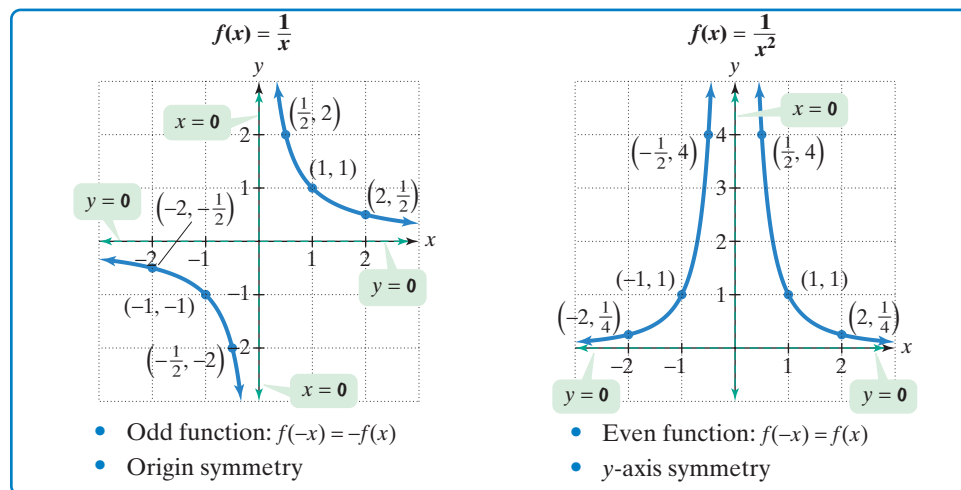 f(x) = 1/x
y
x = 0
(1/2, 2)
2
(1, 1)
1
(2, 1/2)
y = 0
(−2, −1/2)
x
−2
−1
1
2
y = 0
(−1, −1)
−1
(−1/2, −2)
−2
x = 0
• Odd function: f(−x) = −f(x)
• Origin symmetry
f(x) = 1/x²
y
x = 0
4
(−1/2, 4)
(1/2, 4)
3
2
(−1, 1)
1
(1, 1)
(−2, 1/4)
(2, 1/4)
x
−2
−1
1
2
y = 0
y = 0
• Even function: f(−x) = f(x)
• y-axis symmetry